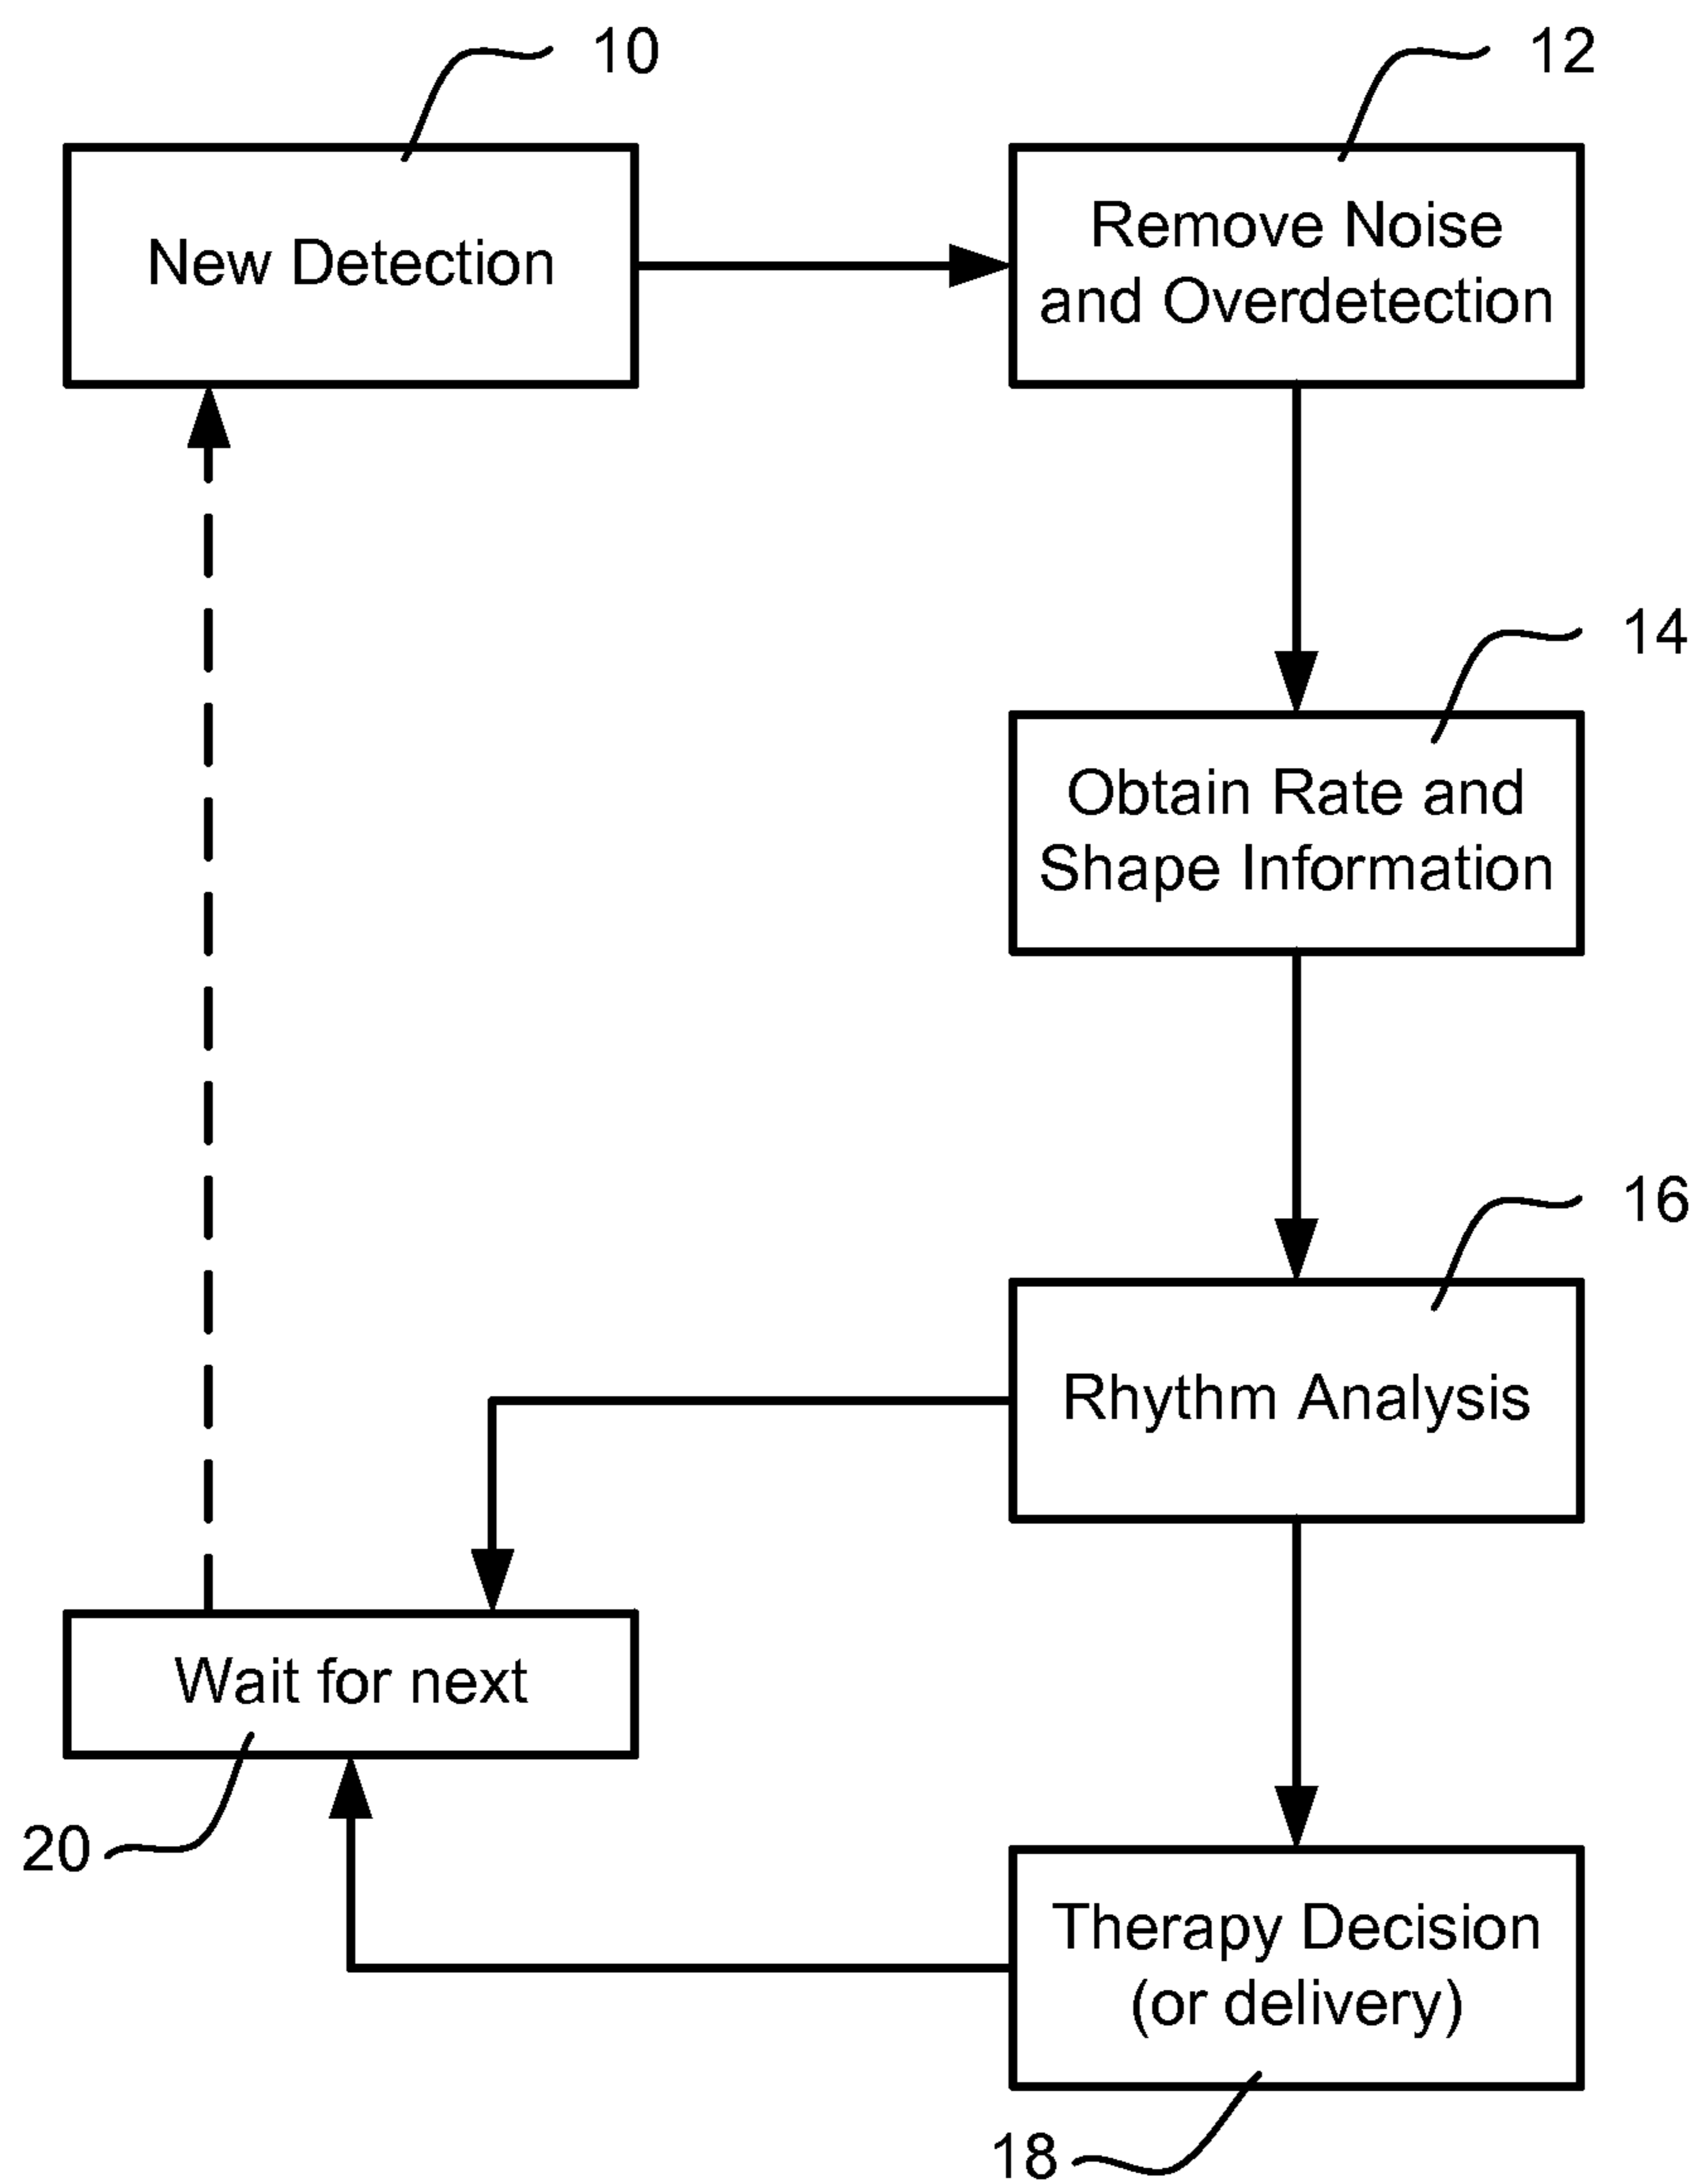 10
12
New Detection
Remove Noise
and Overdetection
14
Obtain Rate and
Shape Information
16
Rhythm Analysis
Wait for next
20
Therapy Decision
(or delivery)
18